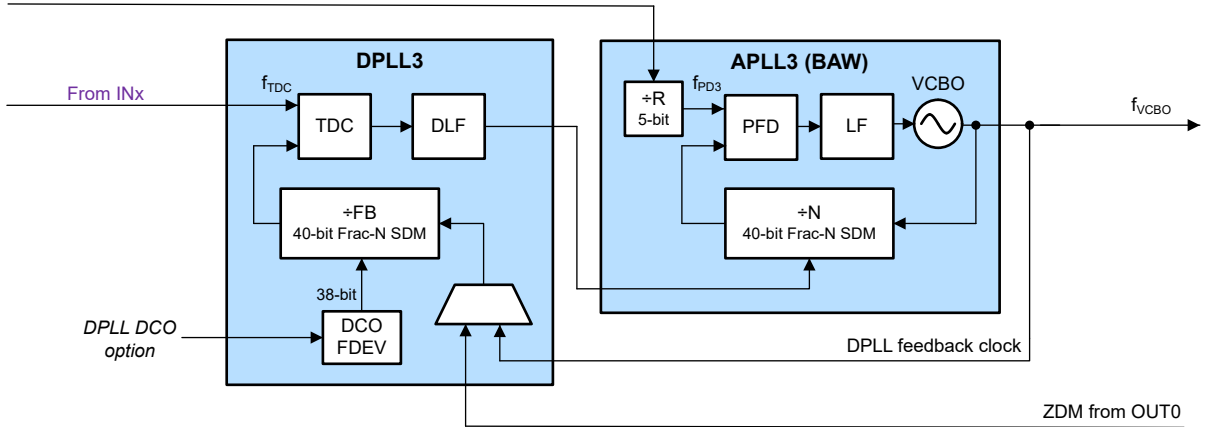 DPLL3
APLL3 (BAW)
From INx
fTDC
TDC
DLF
÷R
5-bit
fPD3
PFD
LF
VCBO
fVCBO
÷FB
40-bit Frac-N SDM
÷N
40-bit Frac-N SDM
38-bit
DPLL DCO
option
DCO
FDEV
DPLL feedback clock
ZDM from OUT0